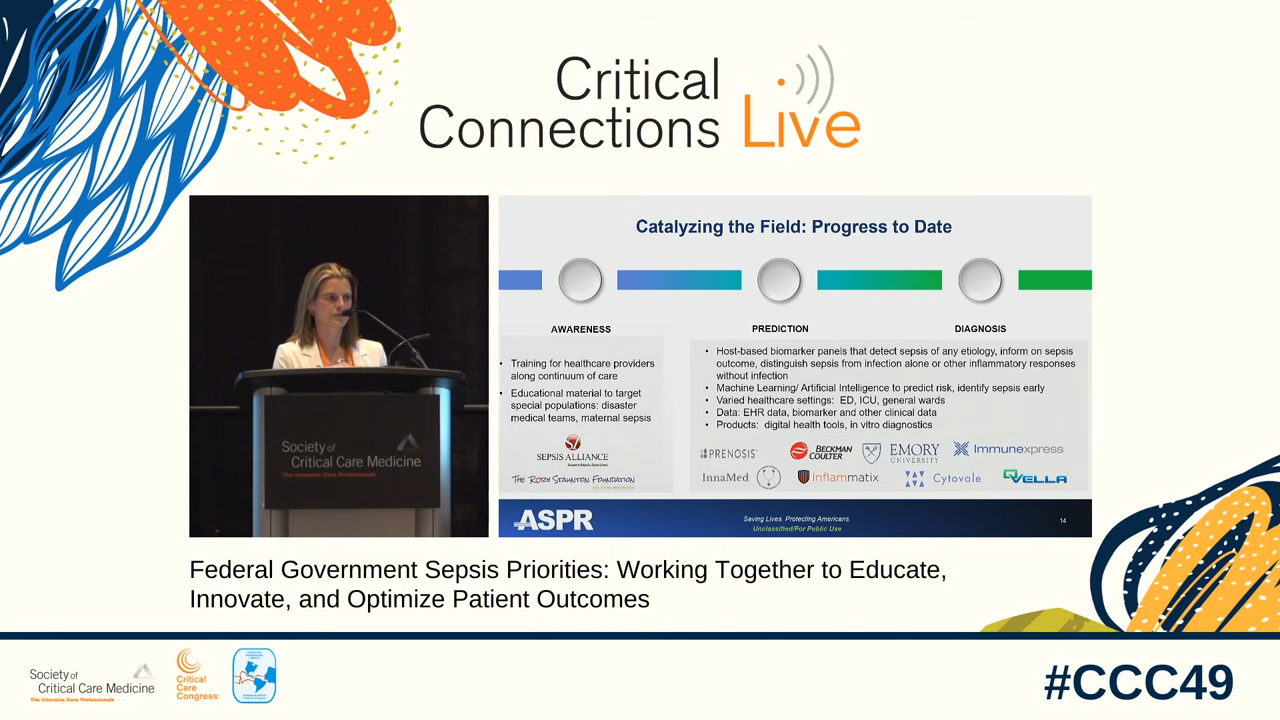 Critical
Connections Live
Catalyzing the Field: Progress to Date
AWARENESS
PREDICTION
DIAGNOSIS
• Training for healthcare providers
along continuum of care
• Educational material to target
special populations: disaster
medical teams, maternal sepsis
SEPSIS ALLIANCE
THE RORY STAUNTON FOUNDATION
• Host-based biomarker panels that detect sepsis of any etiology, inform on sepsis
outcome, distinguish sepsis from infection alone or other inflammatory responses
without infection
• Machine Learning/ Artificial Intelligence to predict risk, identify sepsis early
• Varied healthcare settings: ED, ICU, general wards
• Data: EHR data, biomarker and other clinical data
• Products: digital health tools, in vitro diagnostics
PRENOSIS
BECKMAN
COULTER
EMORY
UNIVERSITY
Immunexpress
InnaMed
Inflammatix
Cytovale
QVELLA
ASPR
Saving Lives. Protecting Americans.
Unclassified/For Public Use
14
Society of
Critical Care Medicine
The Intensive Care Professionals
Federal Government Sepsis Priorities: Working Together to Educate,
Innovate, and Optimize Patient Outcomes
Society of
Critical Care Medicine
The Intensive Care Professionals
Critical
Care
Congress
#CCC49